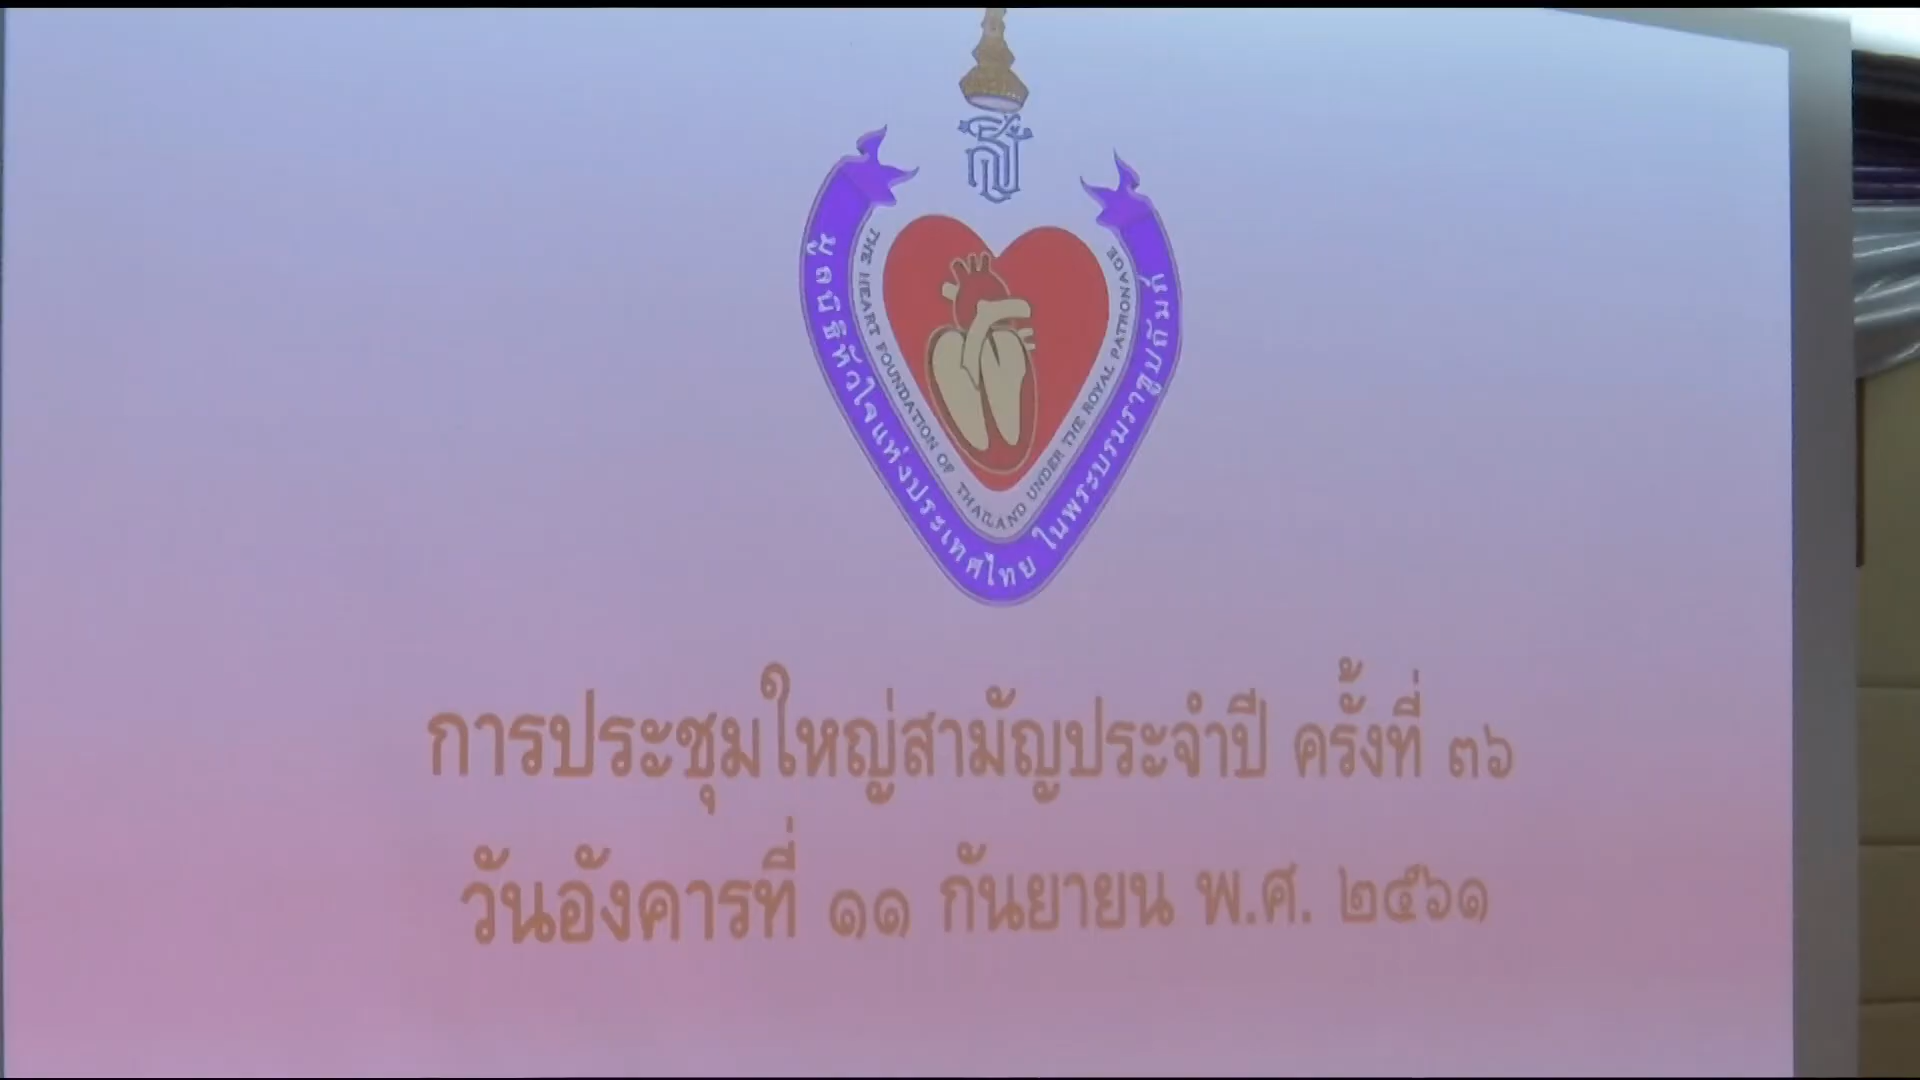 ส
มูลนิธิหัวใจแห่งประเทศไทย ในพระบรมราชูปถัมภ์
THE HEART FOUNDATION OF THAILAND UNDER THE ROYAL PATRONAGE
การประชุมใหญ่สามัญประจำปี ครั้งที่ ๓๖
วันอังคารที่ ๑๑ กันยายน พ.ศ. ๒๕๖๑